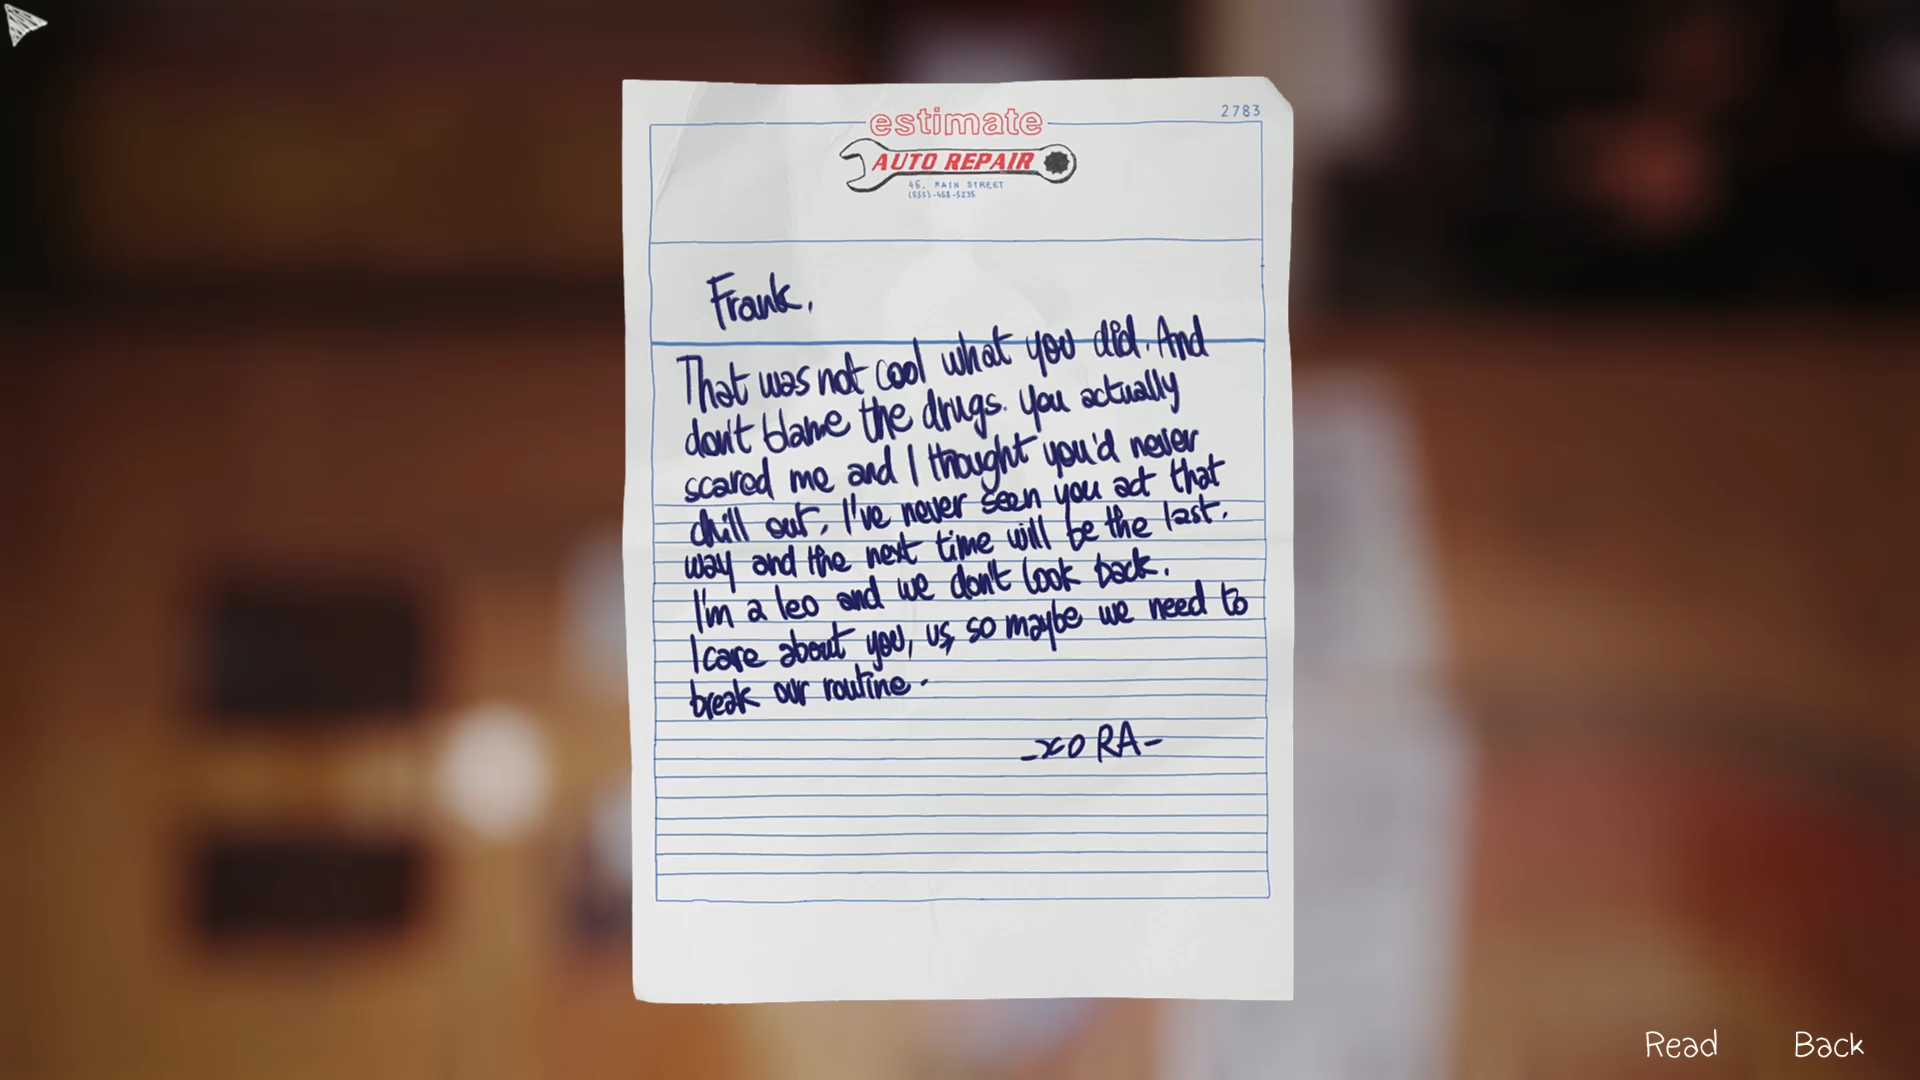 2783
estimate
AUTO REPAIR
45, MAIN STREET
(555)-468-5235
Frank,
That was not cool what you did. And
don't blame the drugs. You actually
scared me and I thought you'd never
chill out. I've never seen you act that
way and the next time will be the last.
I'm a leo and we don't look back.
I care about you, us, so maybe we need to
break our routine.
-xo RA-
Read Back